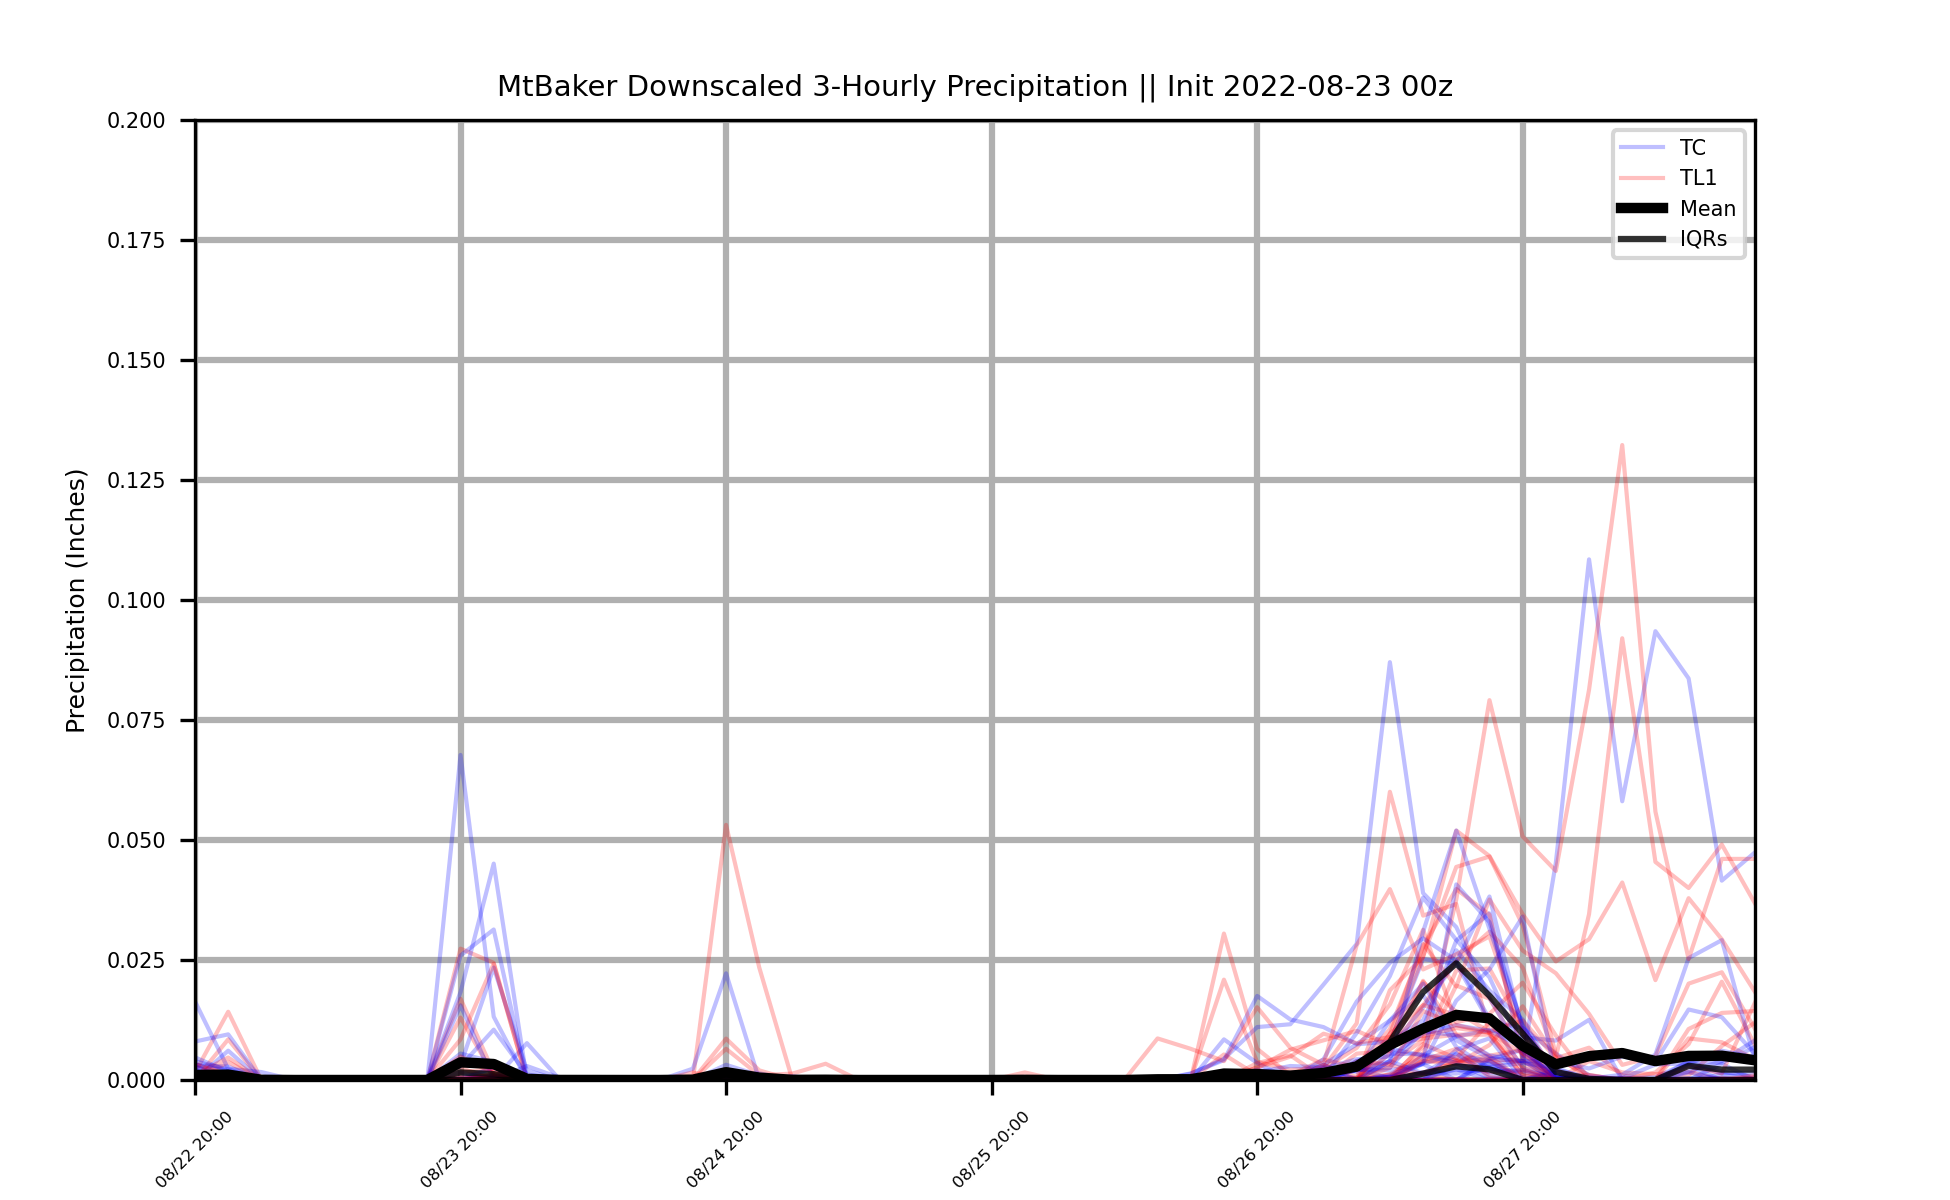 MtBaker Downscaled 3-Hourly Precipitation || Init 2022-08-23 00z
Precipitation (Inches)
0.200
0.175
0.150
0.125
0.100
0.075
0.050
0.025
0.000
TC
TL1
Mean
IQRs
08/22 20:00
08/23 20:00
08/24 20:00
08/25 20:00
08/26 20:00
08/27 20:00